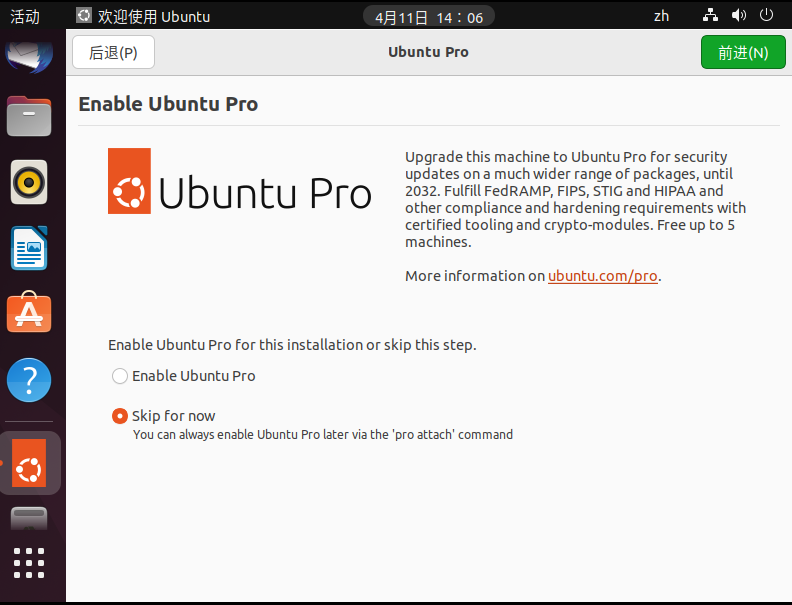 活动
欢迎使用 Ubuntu
4月11日 14：06
zh
后退(P)
Ubuntu Pro
前进(N)
Enable Ubuntu Pro
Ubuntu Pro
Upgrade this machine to Ubuntu Pro for security
updates on a much wider range of packages, until
2032. Fulfill FedRAMP, FIPS, STIG and HIPAA and
other compliance and hardening requirements with
certified tooling and crypto-modules. Free up to 5
machines.
More information on ubuntu.com/pro.
Enable Ubuntu Pro for this installation or skip this step.
Enable Ubuntu Pro
Skip for now
You can always enable Ubuntu Pro later via the 'pro attach' command